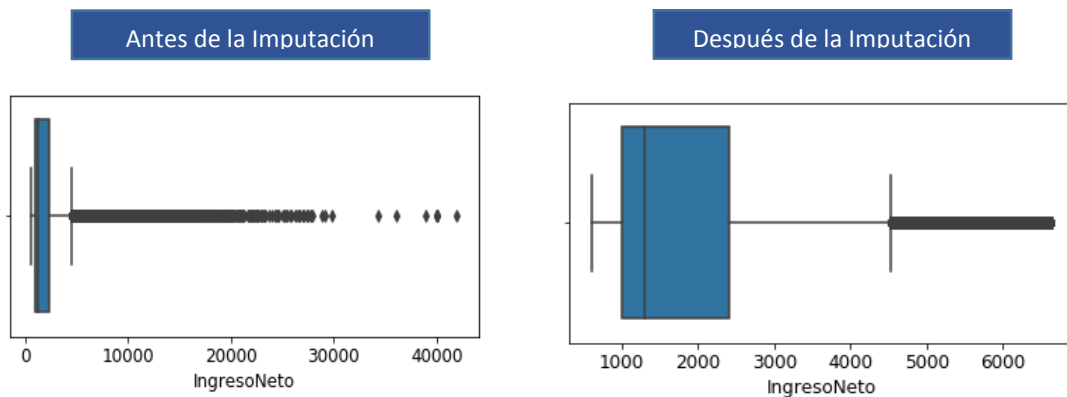 Antes de la Imputación
Después de la Imputación
0 10000 20000 30000 40000
IngresoNeto
1000 2000 3000 4000 5000 6000
IngresoNeto